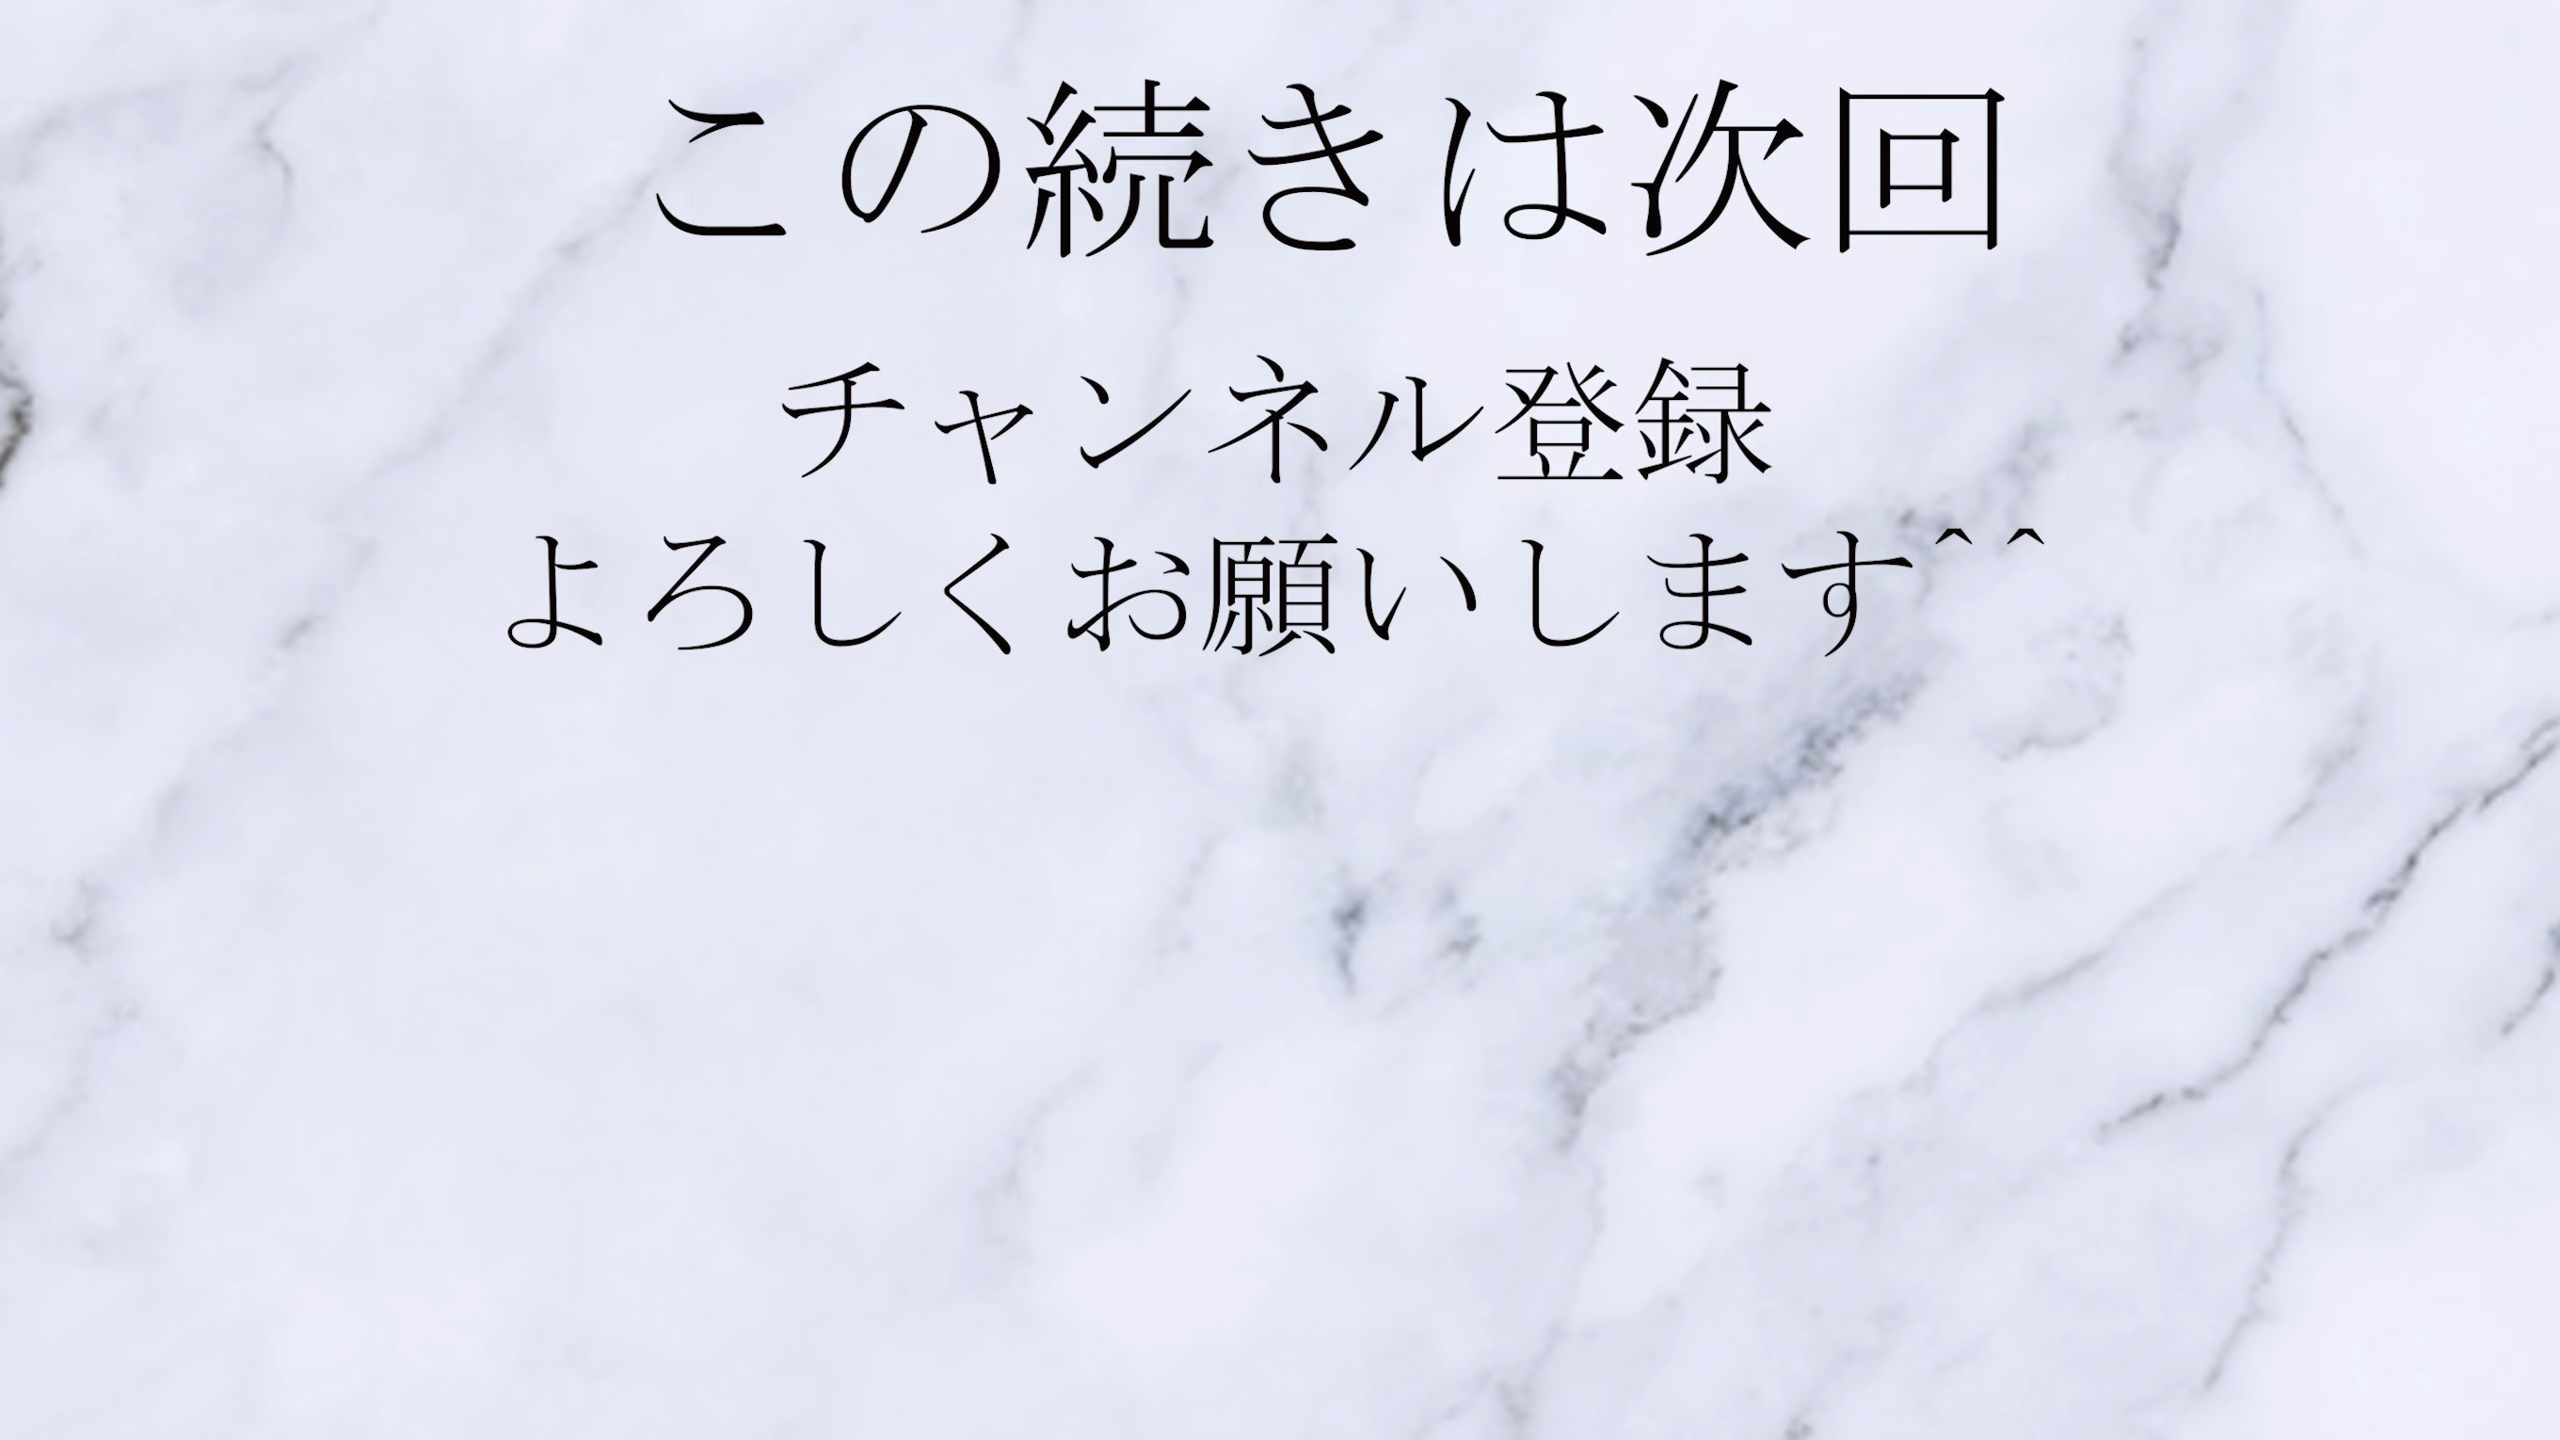 この続きは次回
チャンネル登録
よろしくお願いします^^